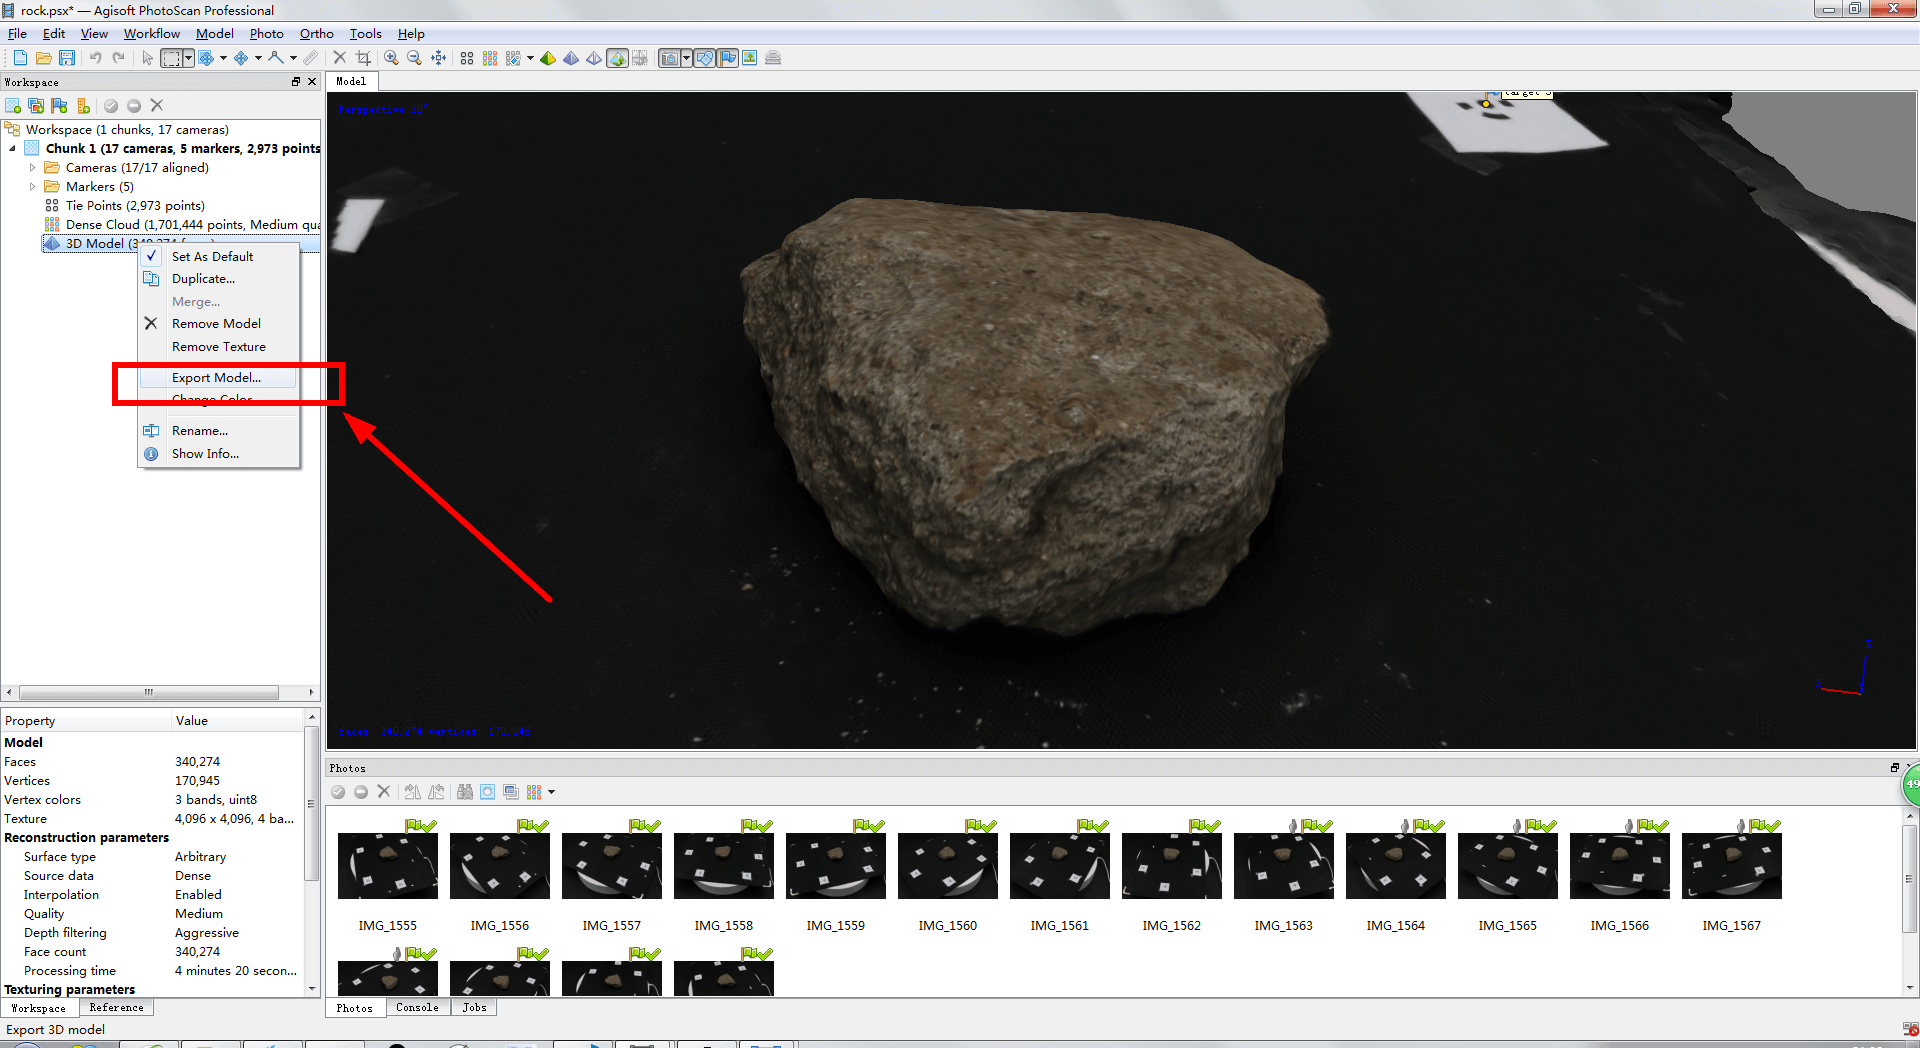 rock.psx* — Agisoft PhotoScan Professional
File Edit View Workflow Model Photo Ortho Tools Help
Workspace
Model
Perspective 30°
Workspace (1 chunks, 17 cameras)
Chunk 1 (17 cameras, 5 markers, 2,973 points
Cameras (17/17 aligned)
Markers (5)
Tie Points (2,973 points)
Dense Cloud (1,701,444 points, Medium qua
3D Model (340,274 faces)
Set As Default
Duplicate...
Merge...
Remove Model
Remove Texture
Export Model...
Change Color
Rename...
Show Info...
faces: 340,274 vertices: 170,945
Property Value
Model
Faces 340,274
Vertices 170,945
Vertex colors 3 bands, uint8
Texture 4,096 x 4,096, 4 ba...
Reconstruction parameters
Surface type Arbitrary
Source data Dense
Interpolation Enabled
Quality Medium
Depth filtering Aggressive
Face count 340,274
Processing time 4 minutes 20 secon...
Texturing parameters
Workspace Reference
Photos
49
IMG_1555 IMG_1556 IMG_1557 IMG_1558 IMG_1559 IMG_1560 IMG_1561 IMG_1562 IMG_1563 IMG_1564 IMG_1565 IMG_1566 IMG_1567
Photos Console Jobs
Export 3D model